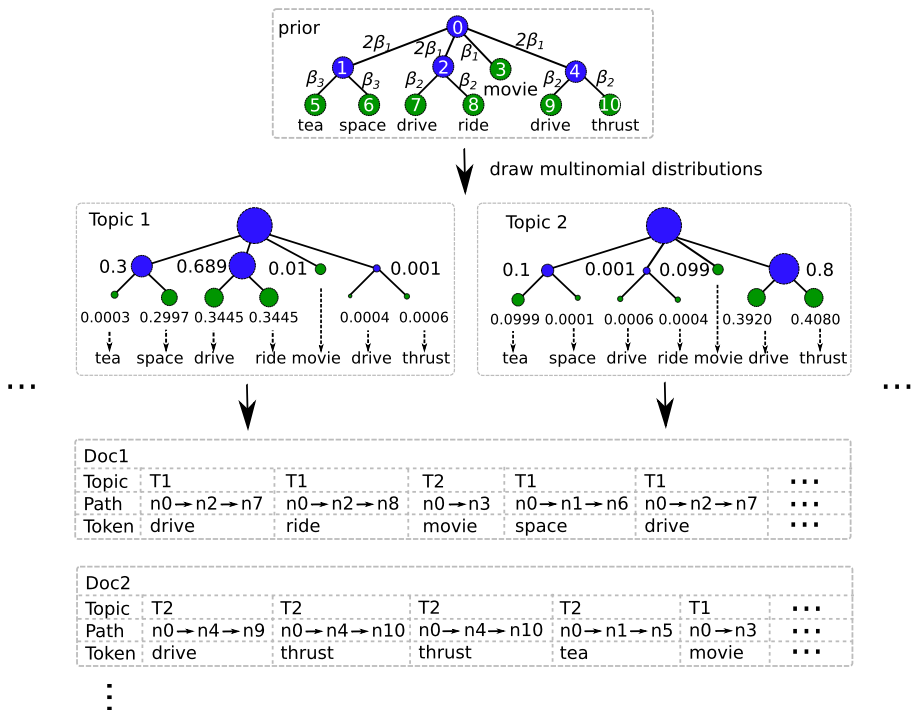 prior
0
2β₁ 2β₁ β₁ 2β₁
1 2 3 4
movie
β₃ β₃ β₂ β₂ β₂ β₂
5 6 7 8 9 10
tea space drive ride drive thrust
draw multinomial distributions
Topic 1
0.3 0.689 0.01 0.001
0.0003 0.2997 0.3445 0.3445 0.0004 0.0006
tea space drive ride movie drive thrust
Topic 2
0.1 0.001 0.099 0.8
0.0999 0.0001 0.0006 0.0004 0.3920 0.4080
tea space drive ride movie drive thrust
... ...
Doc1
Topic T1 T1 T2 T1 T1 ...
Path n0→n2→n7 n0→n2→n8 n0→n3 n0→n1→n6 n0→n2→n7 ...
Token drive ride movie space drive ...
Doc2
Topic T2 T2 T2 T2 T1 ...
Path n0→n4→n9 n0→n4→n10 n0→n4→n10 n0→n1→n5 n0→n3 ...
Token drive thrust thrust tea movie ...
⋮